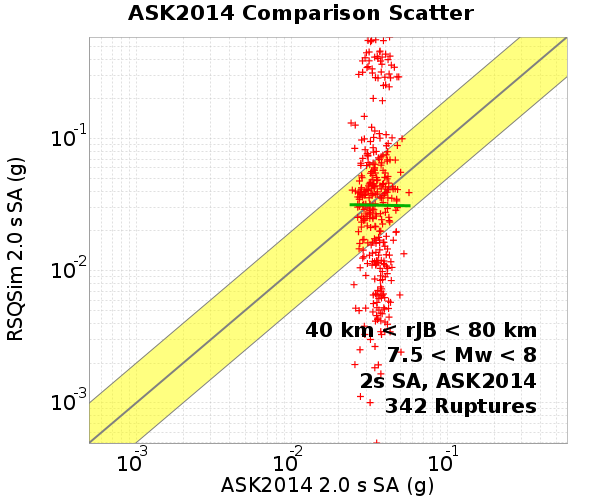 ASK2014 Comparison Scatter
RSQSim 2.0 s SA (g)
10-1
10-2
10-3
40 km < rJB < 80 km
7.5 < Mw < 8
2s SA, ASK2014
342 Ruptures
10-3 10-2 10-1
ASK2014 2.0 s SA (g)